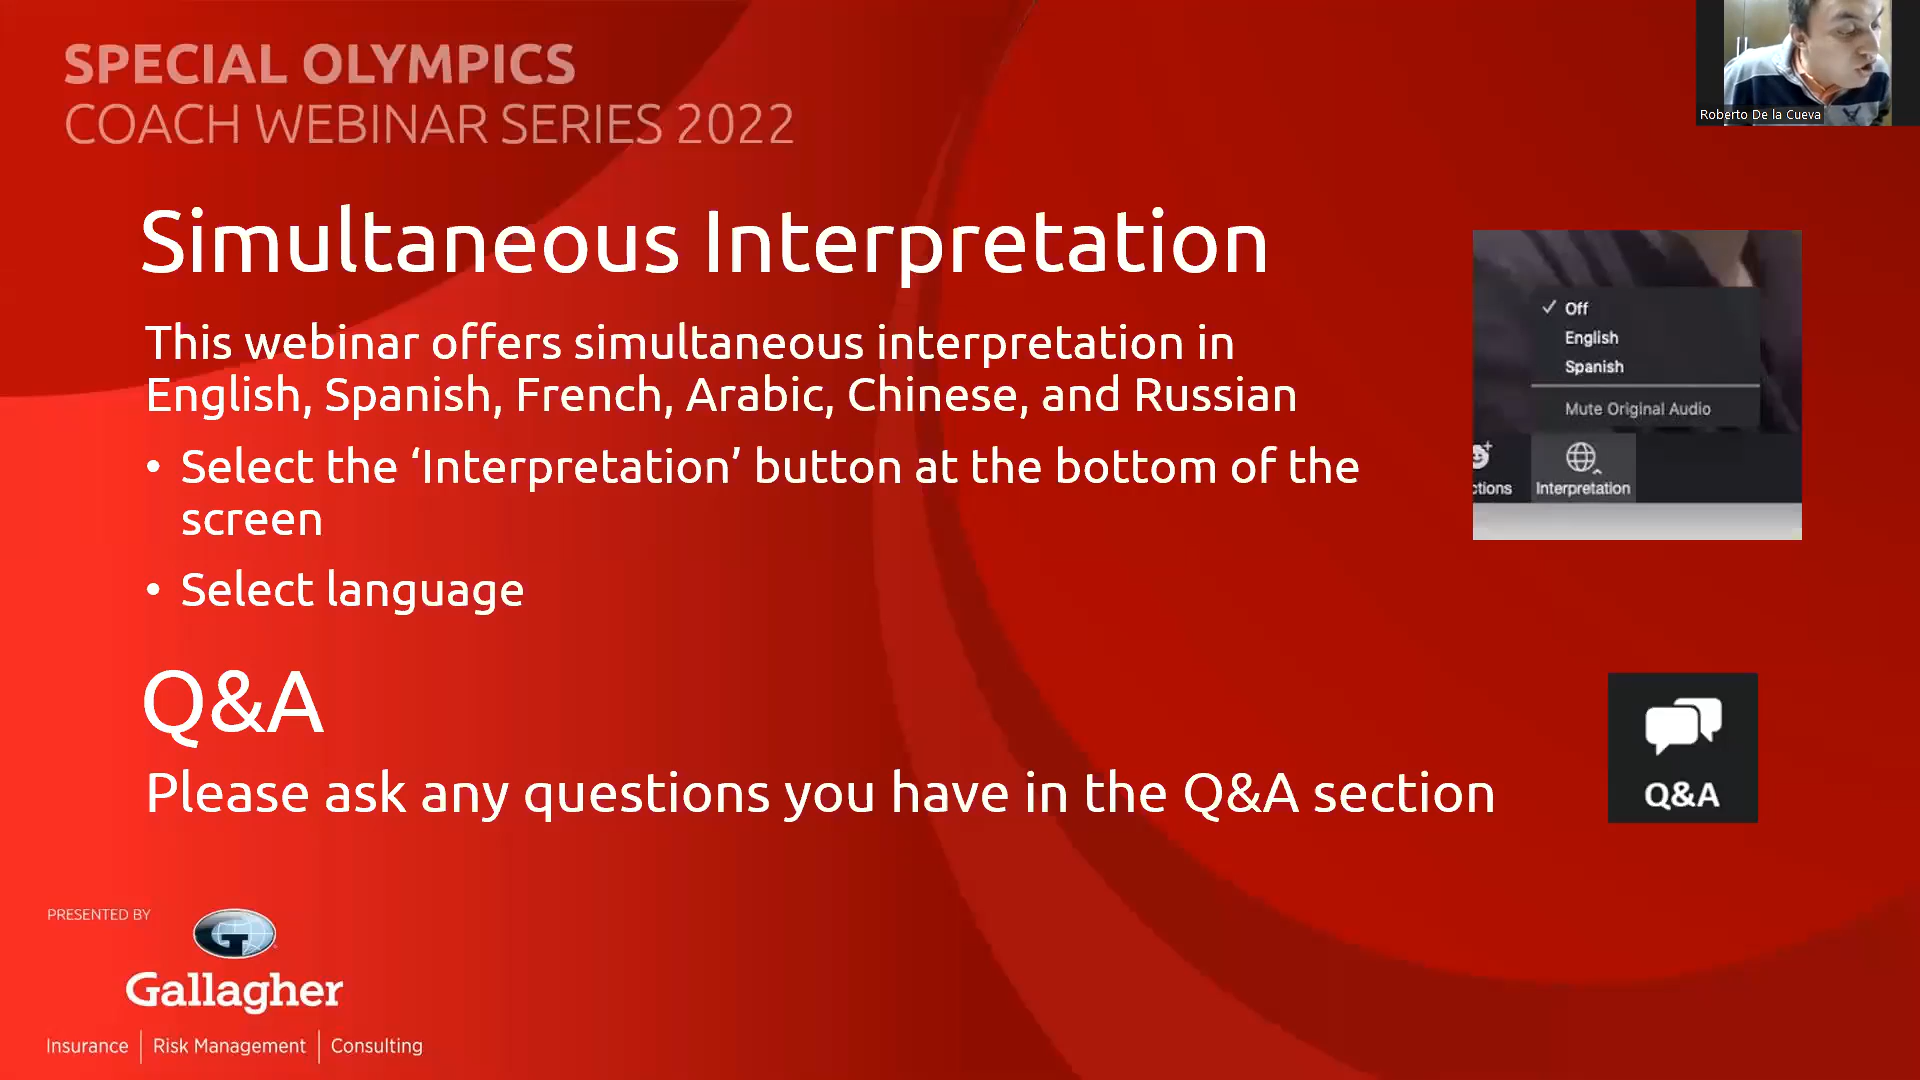 SPECIAL OLYMPICS
COACH WEBINAR SERIES 2022
Roberto De la Cueva
Simultaneous Interpretation
This webinar offers simultaneous interpretation in
English, Spanish, French, Arabic, Chinese, and Russian
• Select the ‘Interpretation’ button at the bottom of the
screen
• Select language
✓ Off
English
Spanish
Mute Original Audio
ctions
Interpretation
Q&A
Please ask any questions you have in the Q&A section
Q&A
PRESENTED BY
G
Gallagher
Insurance | Risk Management | Consulting